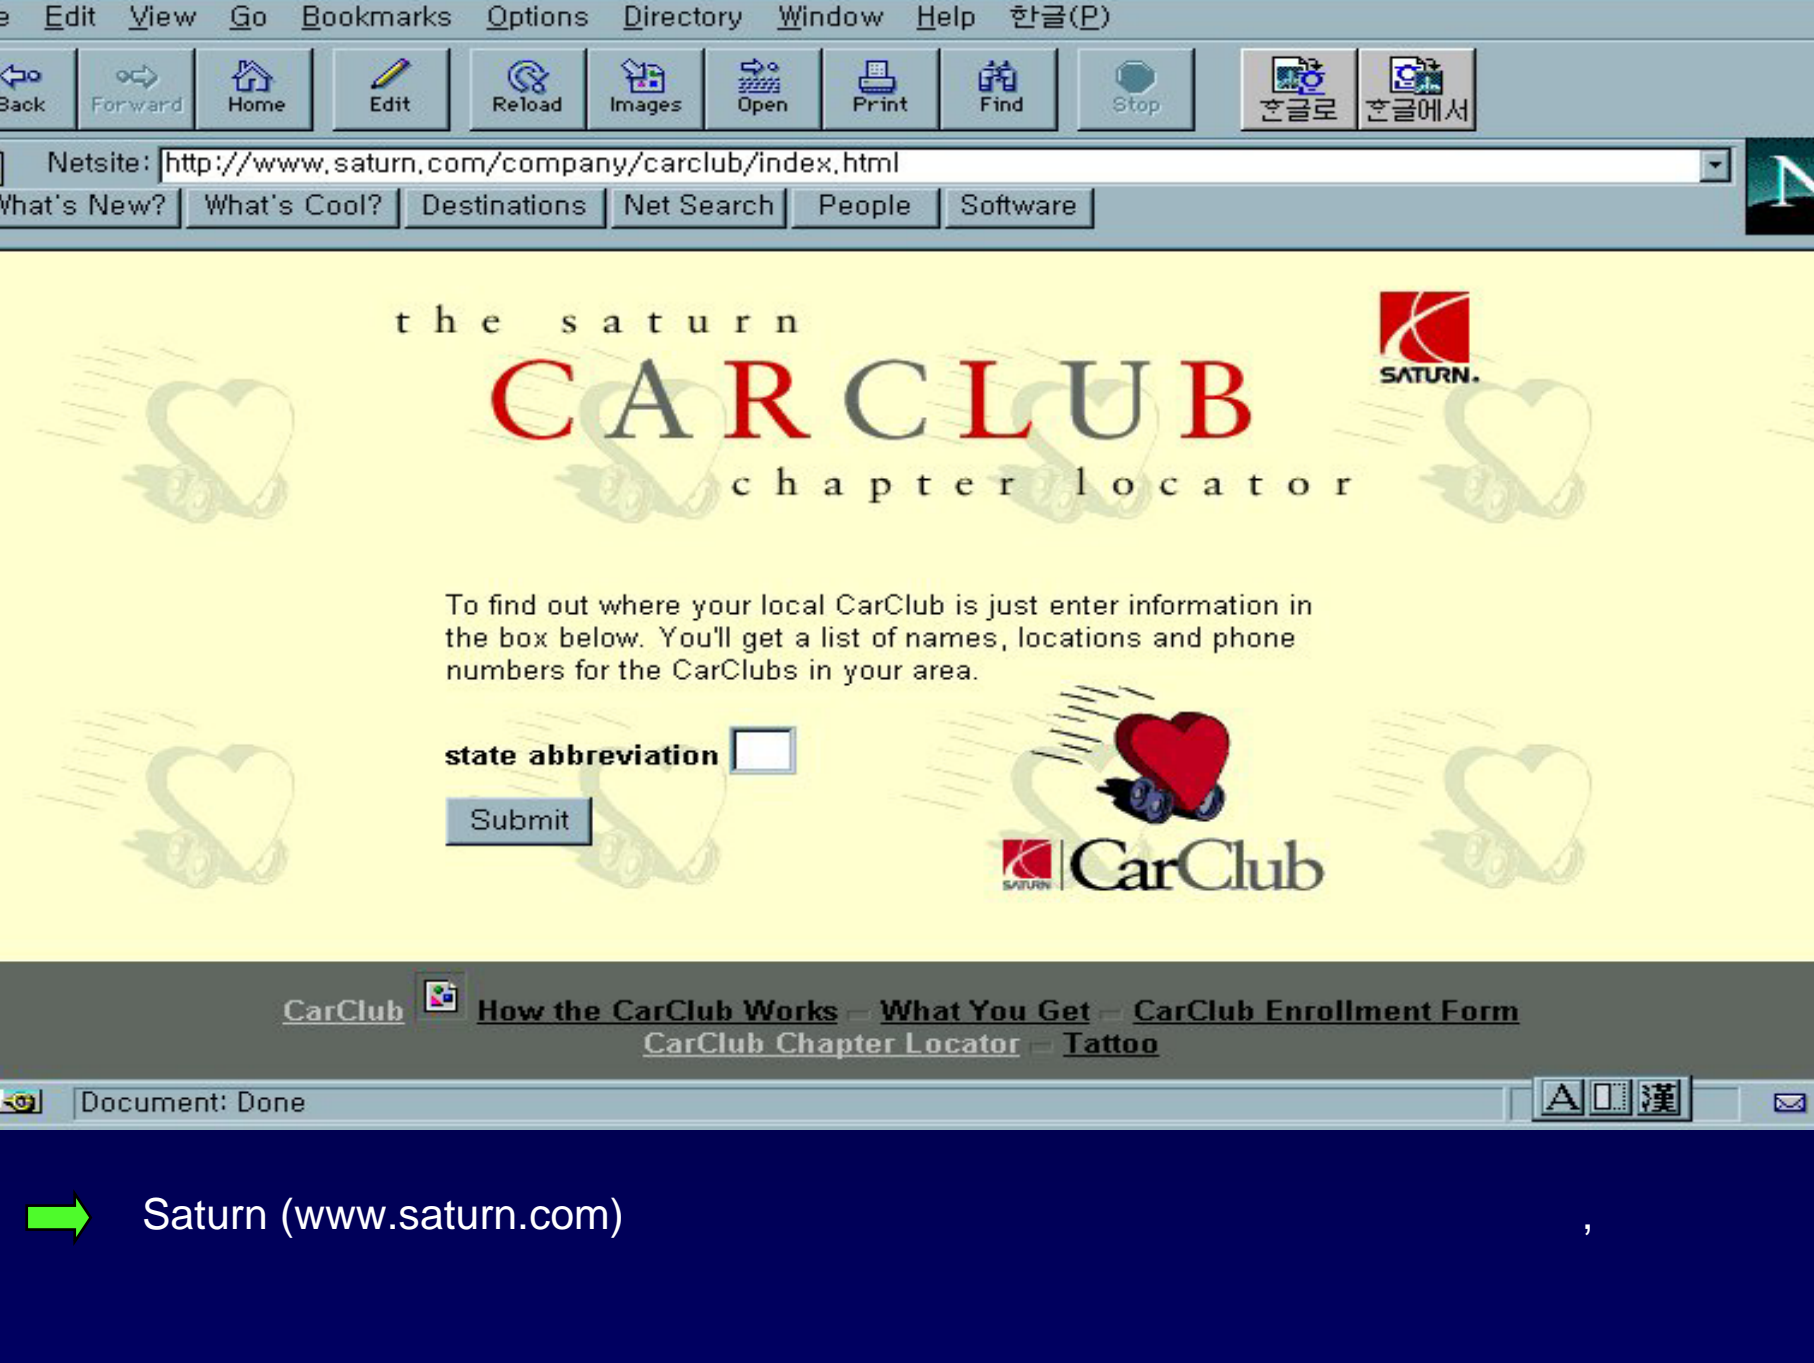 Edit View Go Bookmarks Options Directory Window Help 한글(P)
Back Forward Home Edit Reload Images Open Print Find Stop 한글로 한글에서
Netsite: http://www.saturn.com/company/carclub/index.html
What's New? What's Cool? Destinations Net Search People Software
the saturn
CARCLUB
chapter locator
SATURN.
To find out where your local CarClub is just enter information in
the box below. You'll get a list of names, locations and phone
numbers for the CarClubs in your area.
state abbreviation
Submit
SATURN CarClub
CarClub How the CarClub Works – What You Get – CarClub Enrollment Form
CarClub Chapter Locator – Tattoo
Document: Done
A 漢
Saturn (www.saturn.com) ,